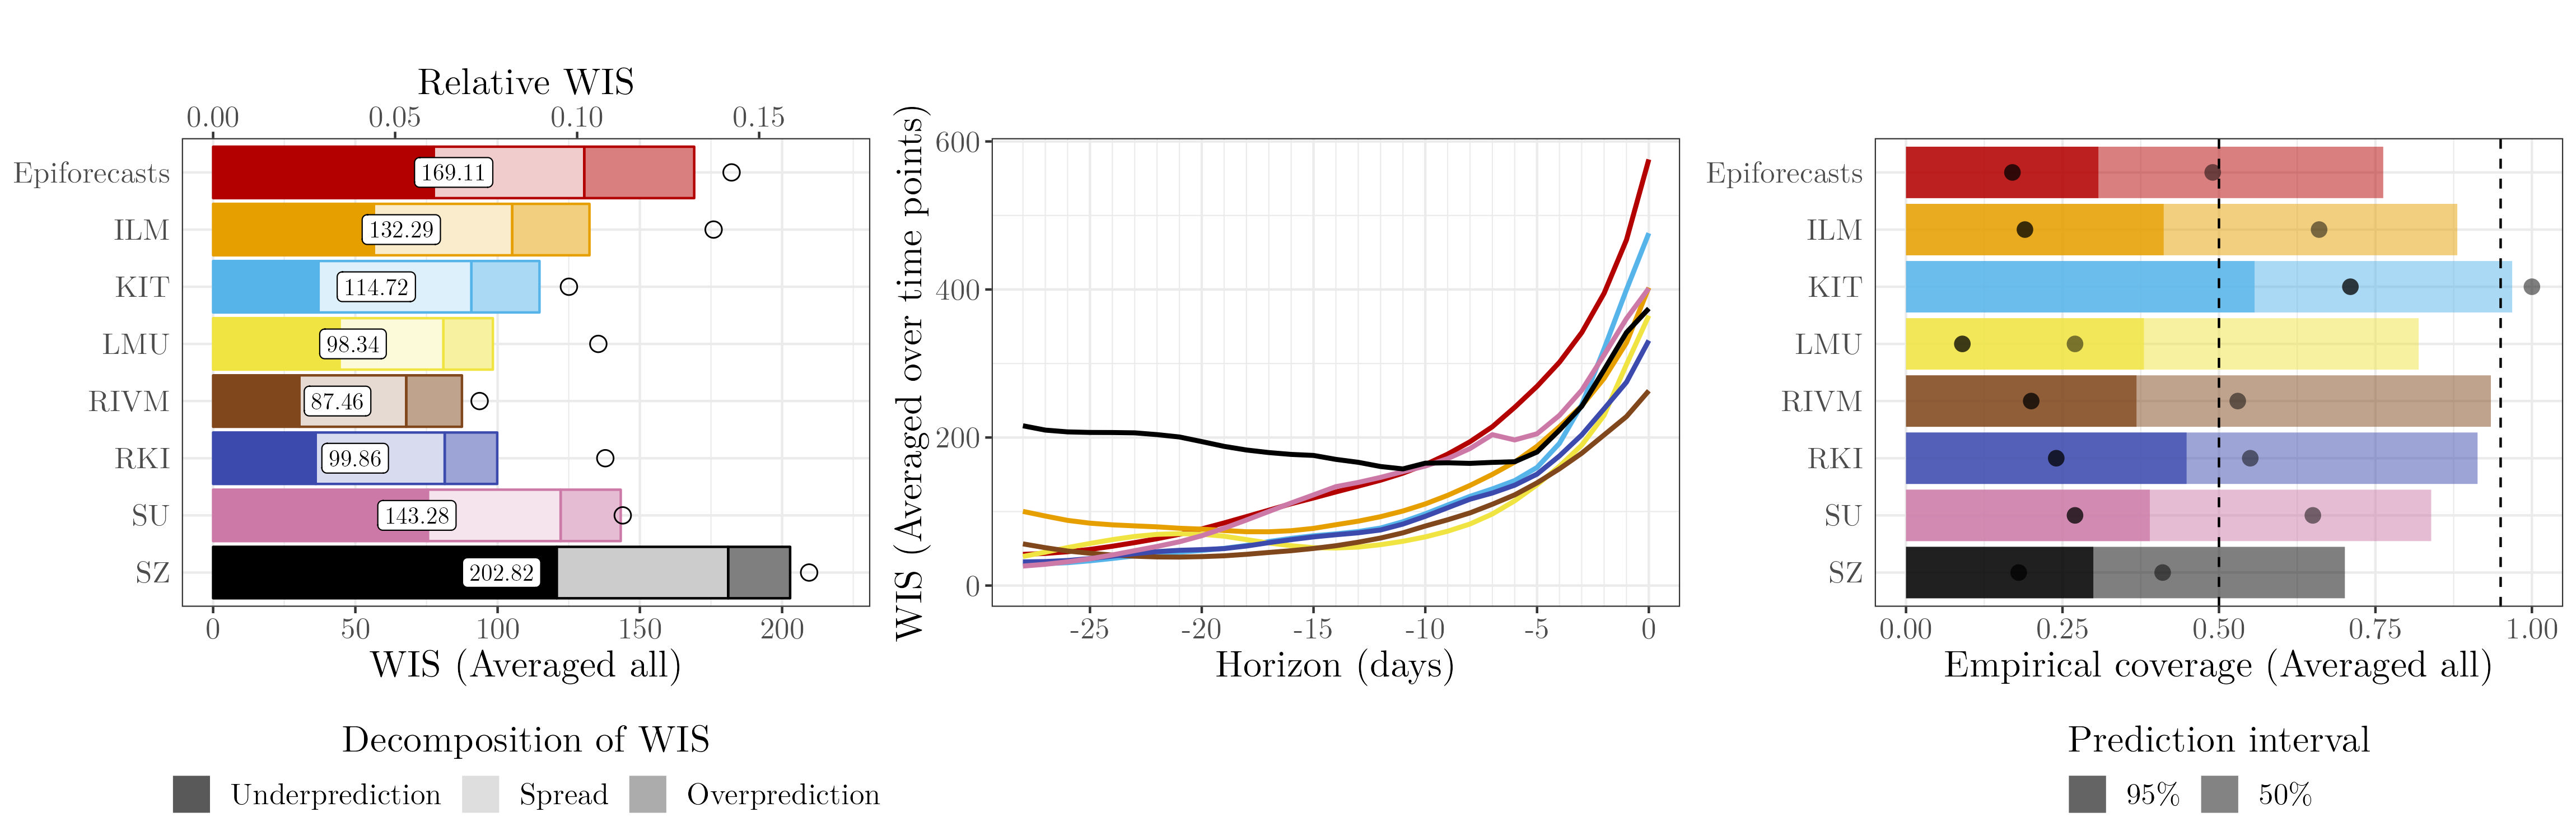 Relative WIS
0.00 0.05 0.10 0.15
Epiforecasts
ILM
KIT
LMU
RIVM
RKI
SU
SZ
169.11
132.29
114.72
98.34
87.46
99.86
143.28
202.82
0 50 100 150 200
WIS (Averaged all)
Decomposition of WIS
Underprediction Spread Overprediction
WIS (Averaged over time points)
600
400
200
0
-25 -20 -15 -10 -5 0
Horizon (days)
Epiforecasts
ILM
KIT
LMU
RIVM
RKI
SU
SZ
0.00 0.25 0.50 0.75 1.00
Empirical coverage (Averaged all)
Prediction interval
95% 50%